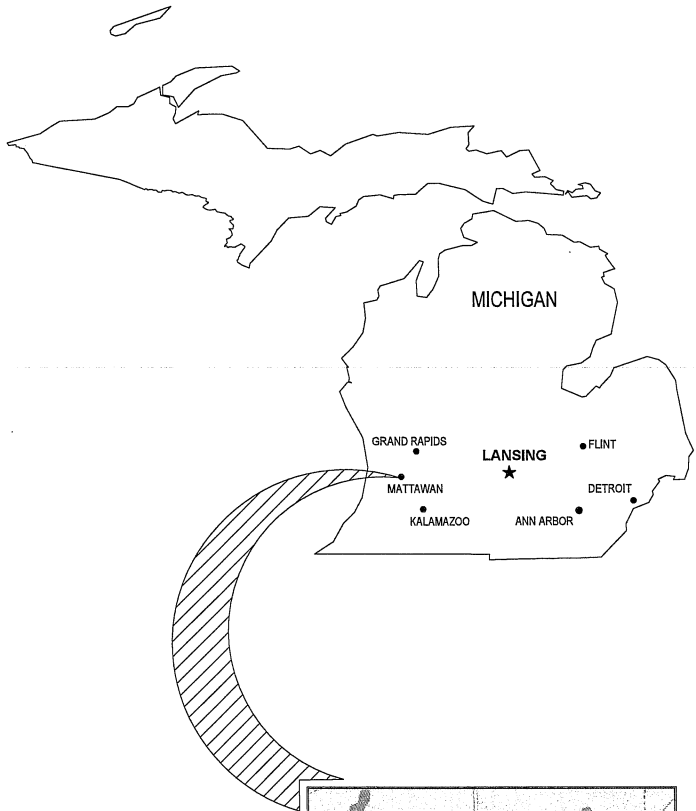 MICHIGAN
GRAND RAPIDS
FLINT
LANSING
MATTAWAN
DETROIT
KALAMAZOO
ANN ARBOR